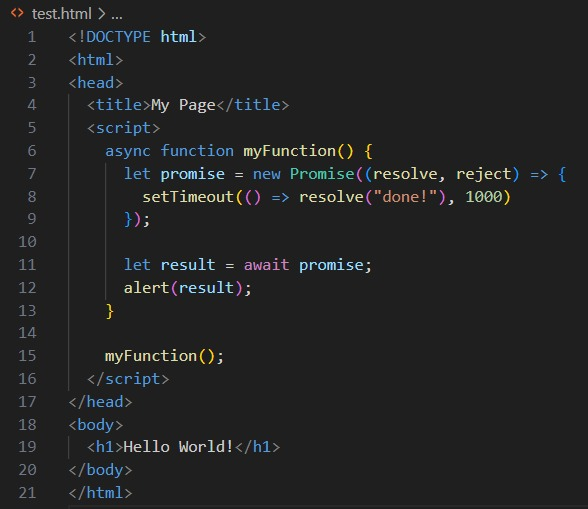 <> test.html > ...
1 <!DOCTYPE html>
2 <html>
3 <head>
4   <title>My Page</title>
5   <script>
6     async function myFunction() {
7       let promise = new Promise((resolve, reject) => {
8         setTimeout(() => resolve("done!"), 1000)
9       });
10
11       let result = await promise;
12       alert(result);
13     }
14
15     myFunction();
16   </script>
17 </head>
18 <body>
19   <h1>Hello World!</h1>
20 </body>
21 </html>